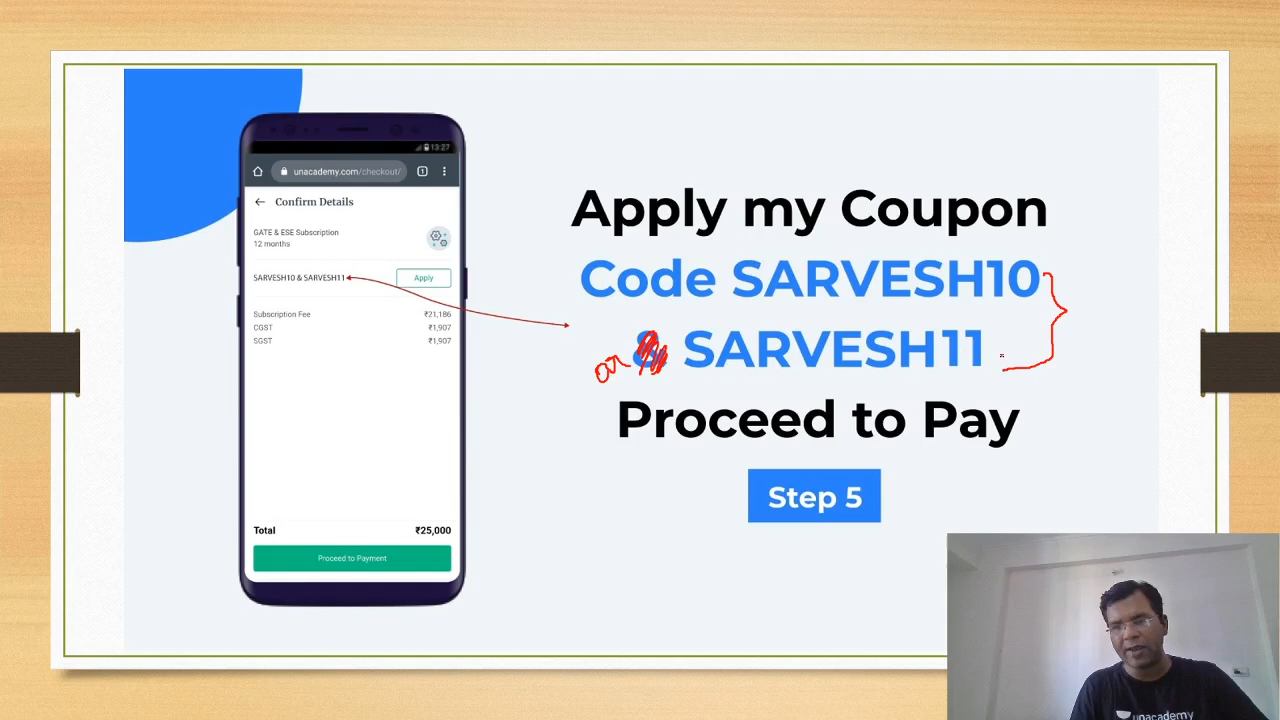 13:27
unacademy.com/checkout/
1
Confirm Details
GATE & ESE Subscription
12 months
SARVESH10 & SARVESH11
Apply
Subscription Fee ₹21,186
CGST ₹1,907
SGST ₹1,907
Total ₹25,000
Proceed to Payment
Apply my Coupon
Code SARVESH10
or & SARVESH11
Proceed to Pay
Step 5
unacademy